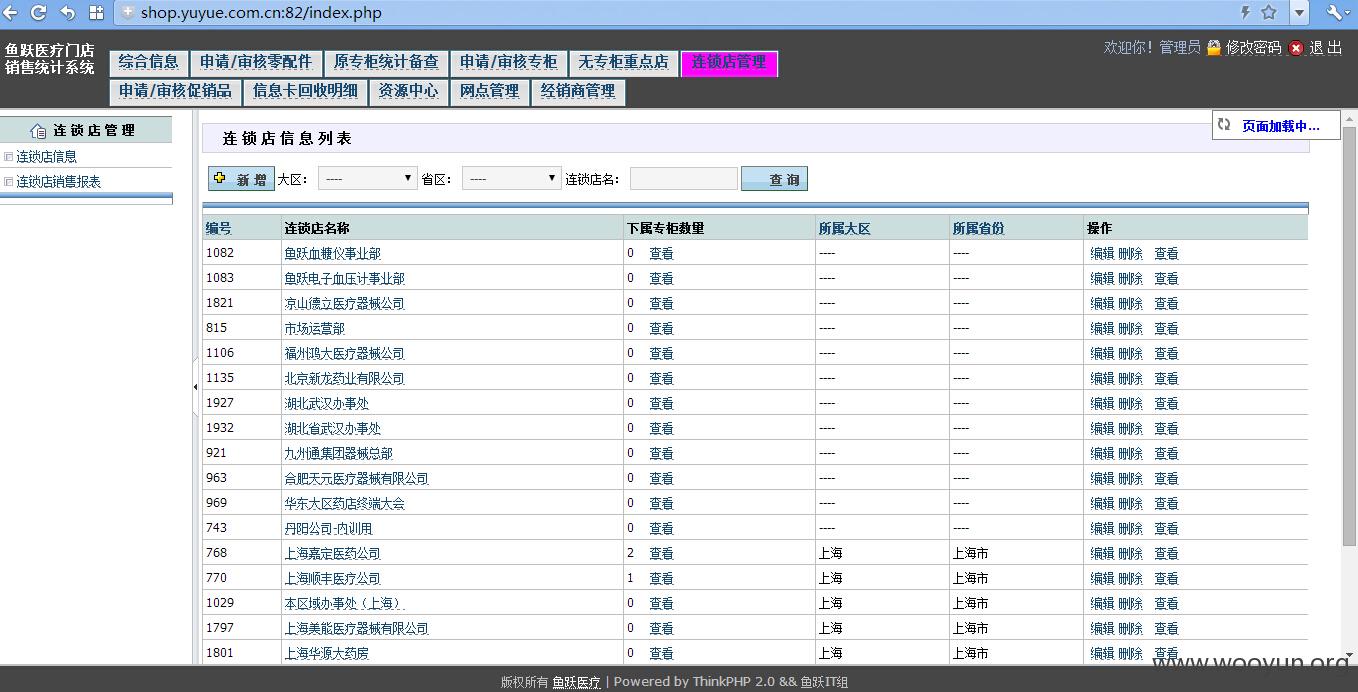 shop.yuyue.com.cn:82/index.php
鱼跃医疗门店
销售统计系统
欢迎你！管理员 修改密码 退 出
综合信息 申请/审核零配件 原专柜统计备查 申请/审核专柜 无专柜重点店 连锁店管理
申请/审核促销品 信息卡回收明细 资源中心 网点管理 经销商管理
连锁店管理
连锁店信息
连锁店销售报表
连锁店信息列表
页面加载中...
新 增 大区： ---- 省区： ---- 连锁店名： 查 询
编号 连锁店名称 下属专柜数量 所属大区 所属省份 操作
1082 鱼跃血糖仪事业部 0 查看 ---- ---- 编辑 删除 查看
1083 鱼跃电子血压计事业部 0 查看 ---- ---- 编辑 删除 查看
1821 京山德立医疗器械公司 0 查看 ---- ---- 编辑 删除 查看
815 市场运营部 0 查看 ---- ---- 编辑 删除 查看
1106 福州鸿大医疗器械公司 0 查看 ---- ---- 编辑 删除 查看
1135 北京新龙药业有限公司 0 查看 ---- ---- 编辑 删除 查看
1927 湖北武汉办事处 0 查看 ---- ---- 编辑 删除 查看
1932 湖北省武汉办事处 0 查看 ---- ---- 编辑 删除 查看
921 九州通集团器械总部 0 查看 ---- ---- 编辑 删除 查看
963 合肥天元医疗器械有限公司 0 查看 ---- ---- 编辑 删除 查看
969 华东大区药店终端大会 0 查看 ---- ---- 编辑 删除 查看
743 丹阳公司-内训用 0 查看 ---- ---- 编辑 删除 查看
768 上海嘉定医药公司 2 查看 上海 上海市 编辑 删除 查看
770 上海顺丰医疗公司 1 查看 上海 上海市 编辑 删除 查看
1029 本区域办事处（上海） 0 查看 上海 上海市 编辑 删除 查看
1797 上海美能医疗器械有限公司 0 查看 上海 上海市 编辑 删除 查看
1801 上海华源大药房 0 查看 上海 上海市 编辑 删除 查看
www.wooyun.org
版权所有 鱼跃医疗 | Powered by ThinkPHP 2.0 && 鱼跃IT组